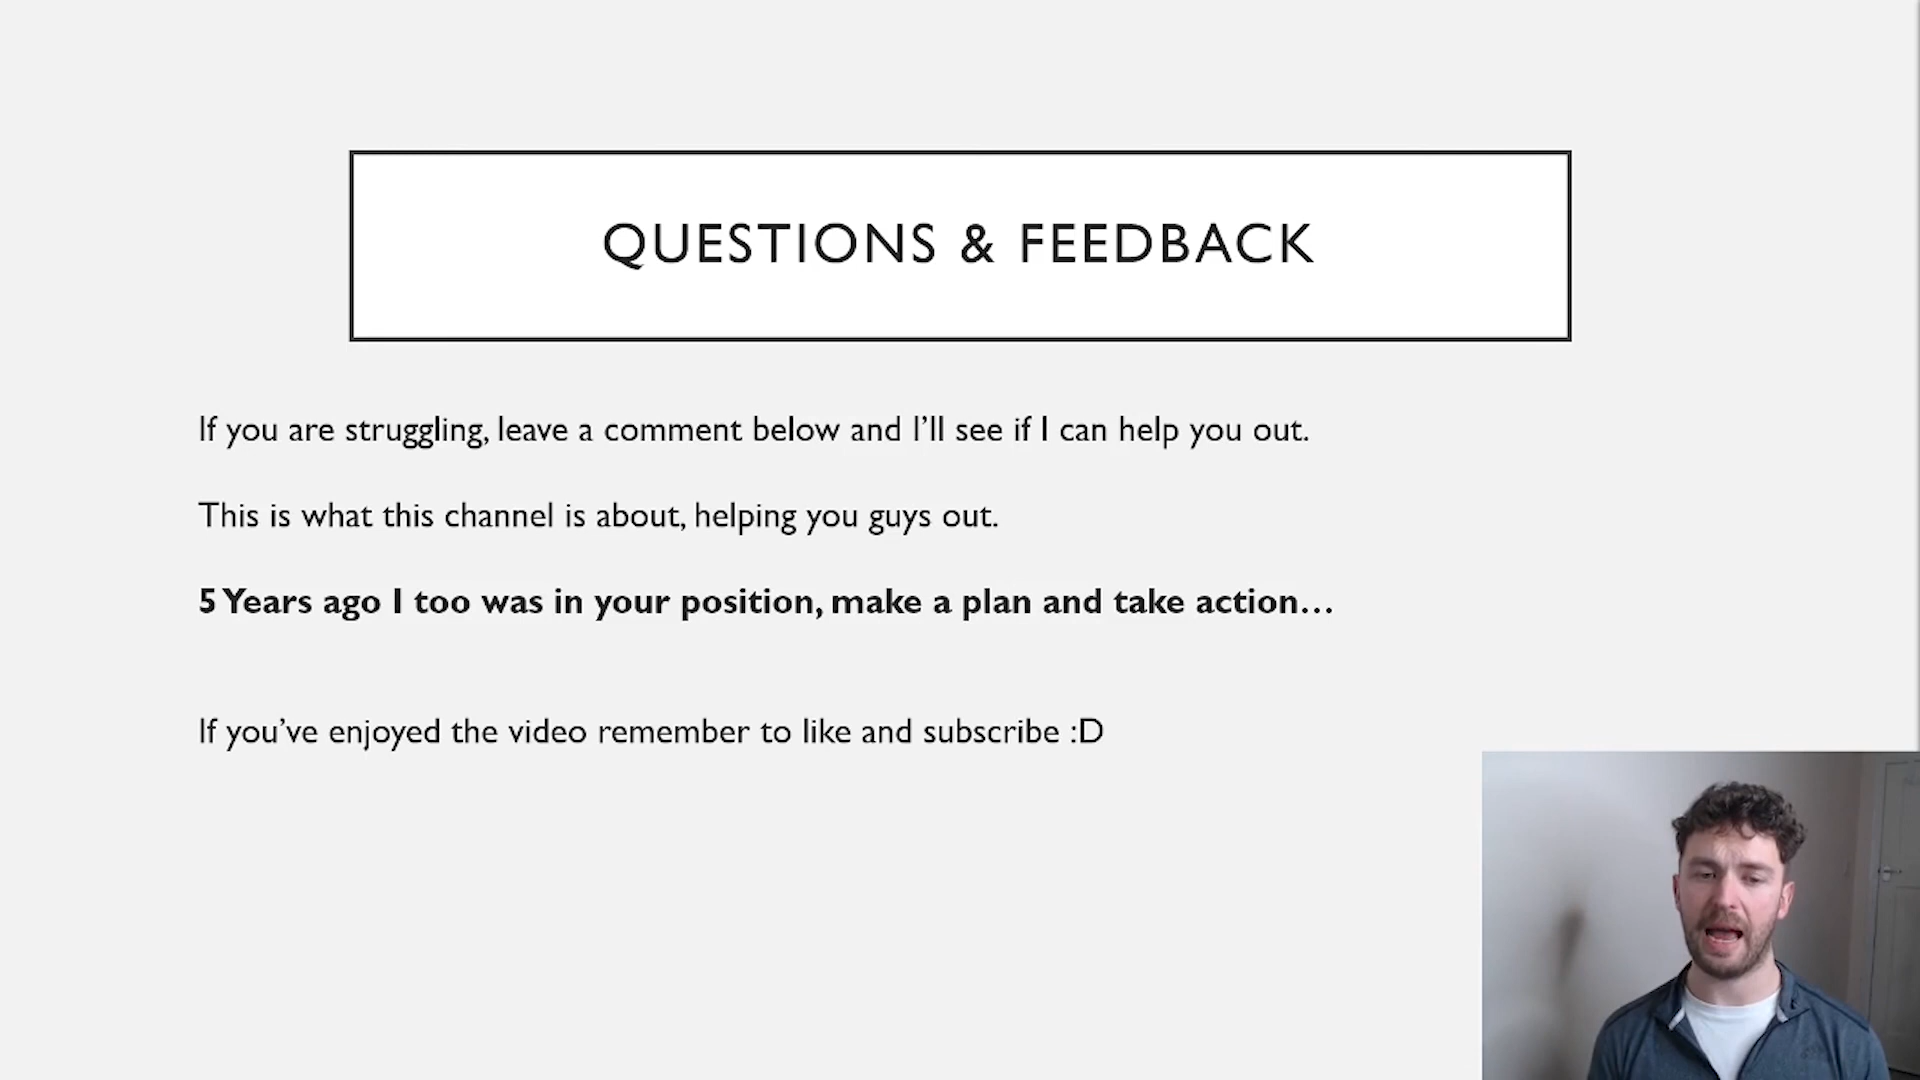 QUESTIONS & FEEDBACK
If you are struggling, leave a comment below and I’ll see if I can help you out.
This is what this channel is about, helping you guys out.
5 Years ago I too was in your position, make a plan and take action…
If you’ve enjoyed the video remember to like and subscribe :D